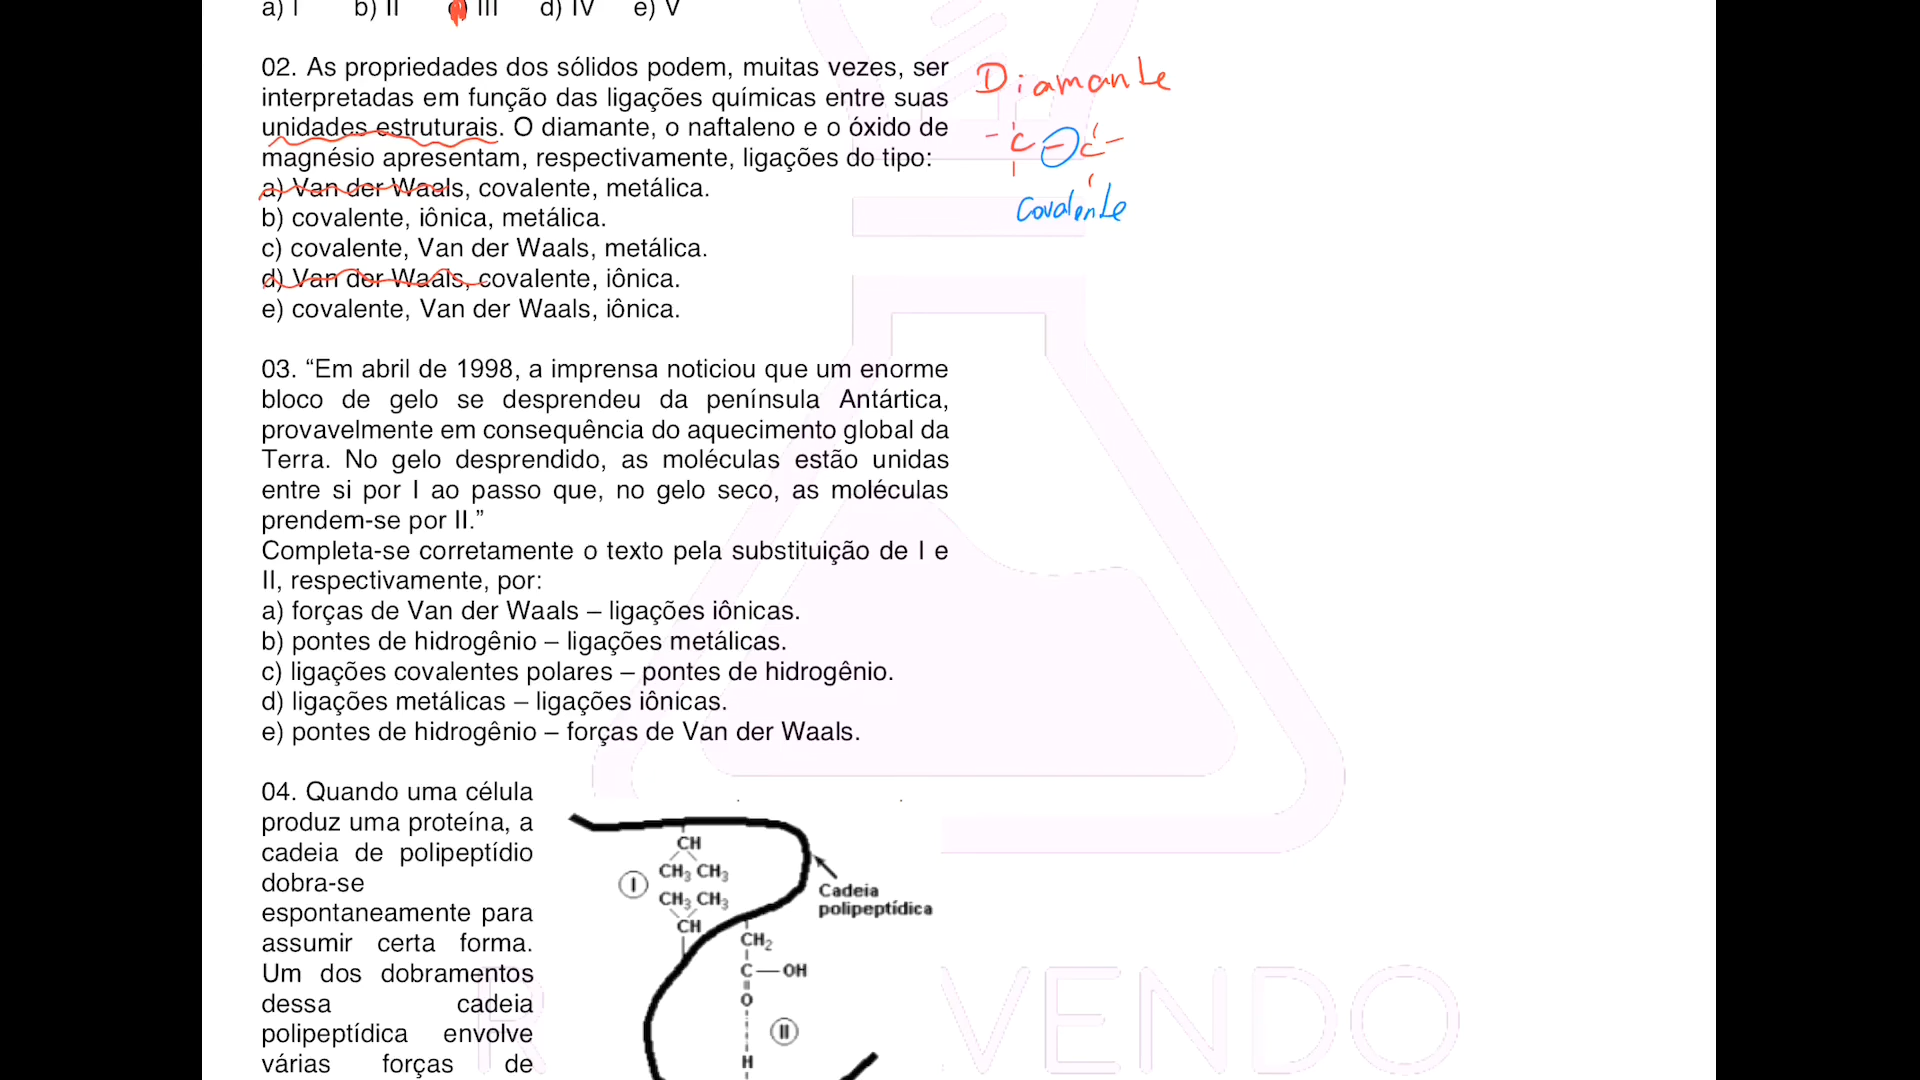 a) I b) II c) III d) IV e) V
02. As propriedades dos sólidos podem, muitas vezes, ser
interpretadas em função das ligações químicas entre suas
unidades estruturais. O diamante, o naftaleno e o óxido de
magnésio apresentam, respectivamente, ligações do tipo:
a) Van der Waals, covalente, metálica.
b) covalente, iônica, metálica.
c) covalente, Van der Waals, metálica.
d) Van der Waals, covalente, iônica.
e) covalente, Van der Waals, iônica.
Diamante
- C - C -
Covalente
03. “Em abril de 1998, a imprensa noticiou que um enorme
bloco de gelo se desprendeu da península Antártica,
provavelmente em consequência do aquecimento global da
Terra. No gelo desprendido, as moléculas estão unidas
entre si por I ao passo que, no gelo seco, as moléculas
prendem-se por II.”
Completa-se corretamente o texto pela substituição de I e
II, respectivamente, por:
a) forças de Van der Waals – ligações iônicas.
b) pontes de hidrogênio – ligações metálicas.
c) ligações covalentes polares – pontes de hidrogênio.
d) ligações metálicas – ligações iônicas.
e) pontes de hidrogênio – forças de Van der Waals.
04. Quando uma célula
produz uma proteína, a
cadeia de polipeptídio
dobra-se
espontaneamente para
assumir certa forma.
Um dos dobramentos
dessa cadeia
polipeptídica envolve
várias forças de
CH
CH3 CH3
I
CH3 CH3
CH
Cadeia
polipeptídica
CH2
C—OH
O
II
H
VENDO